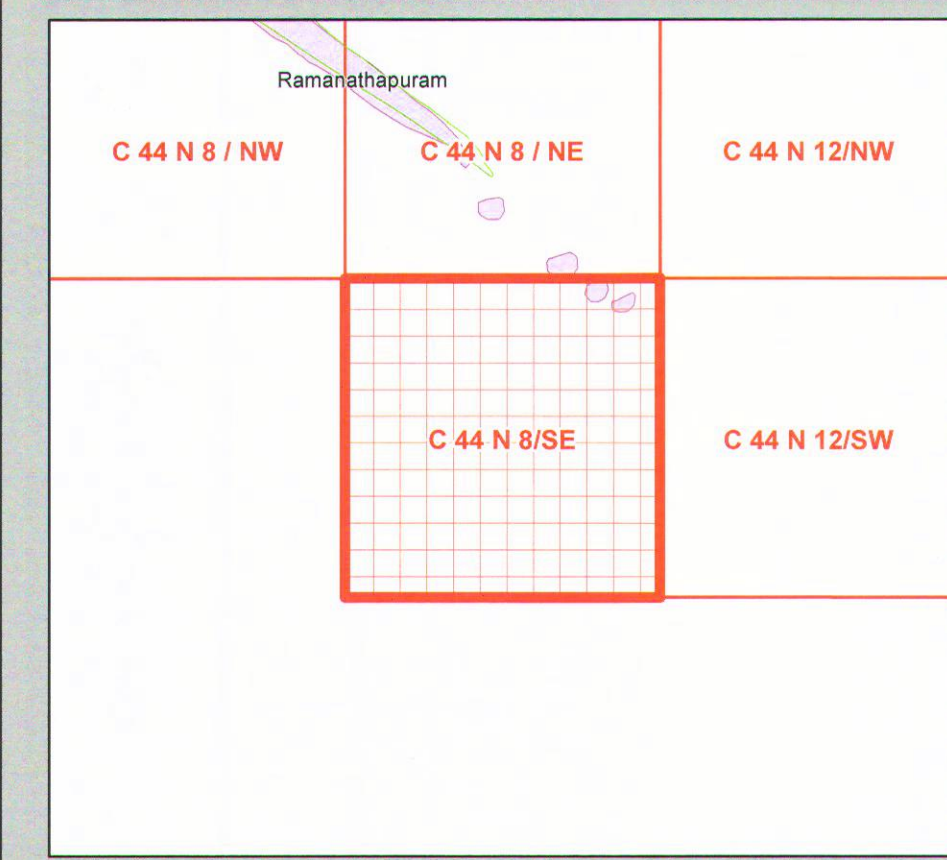 Ramanathapuram
C 44 N 8 / NW
C 44 N 8 / NE
C 44 N 12/NW
C 44 N 8/SE
C 44 N 12/SW